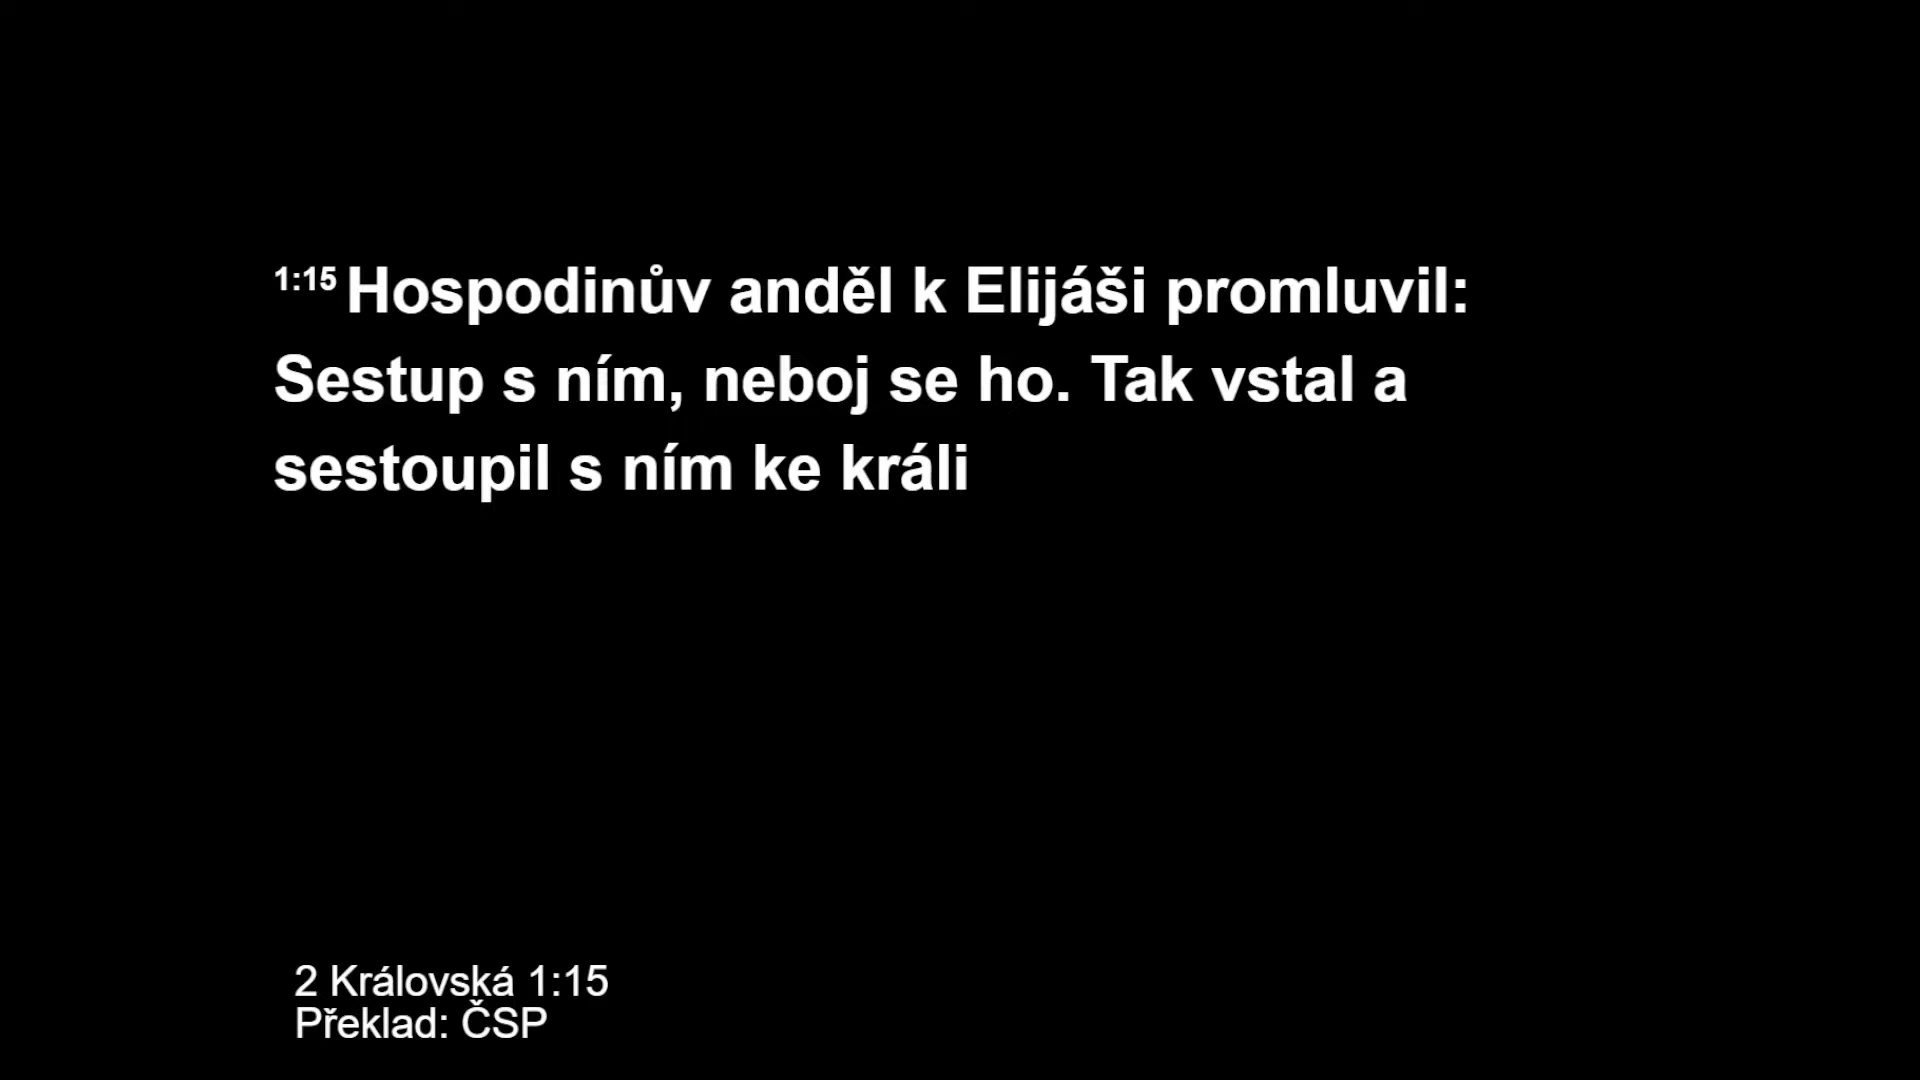 1:15 Hospodinův anděl k Elijáši promluvil:
Sestup s ním, neboj se ho. Tak vstal a
sestoupil s ním ke králi
2 Královská 1:15
Překlad: ČSP